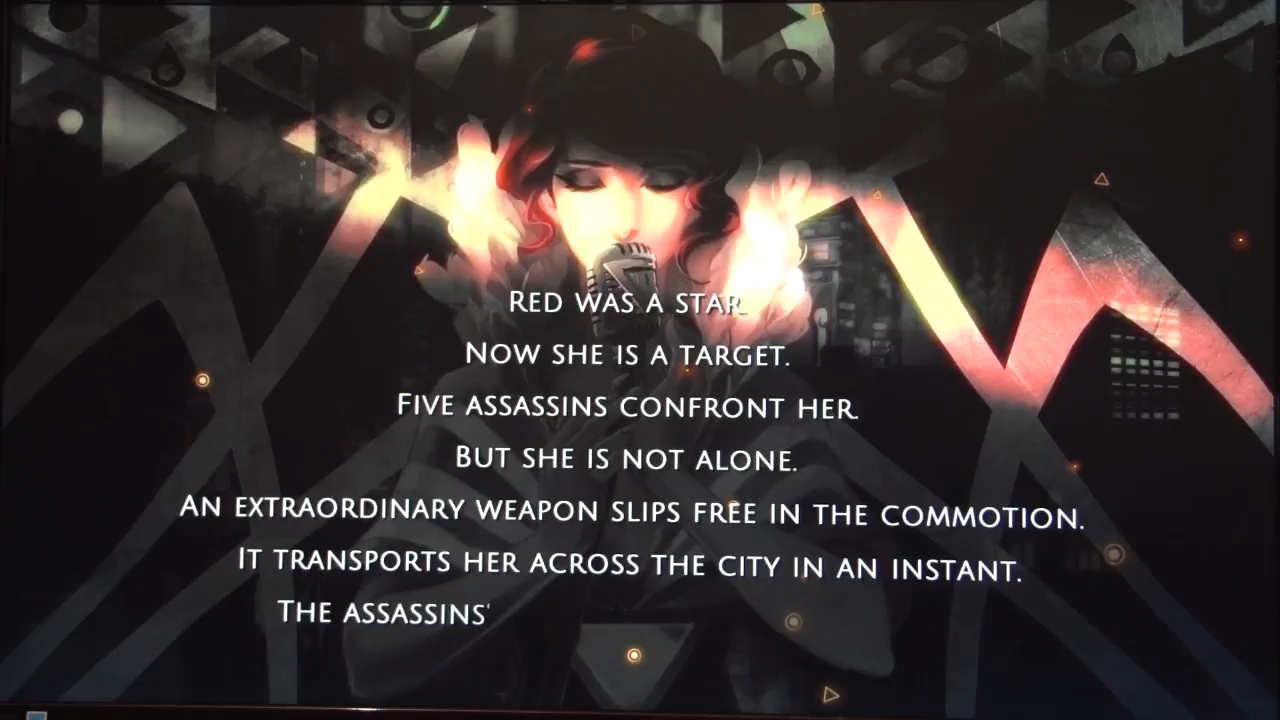 Red was a star
Now she is a target.
Five assassins confront her.
But she is not alone.
An extraordinary weapon slips free in the commotion.
It transports her across the city in an instant.
The assassins'